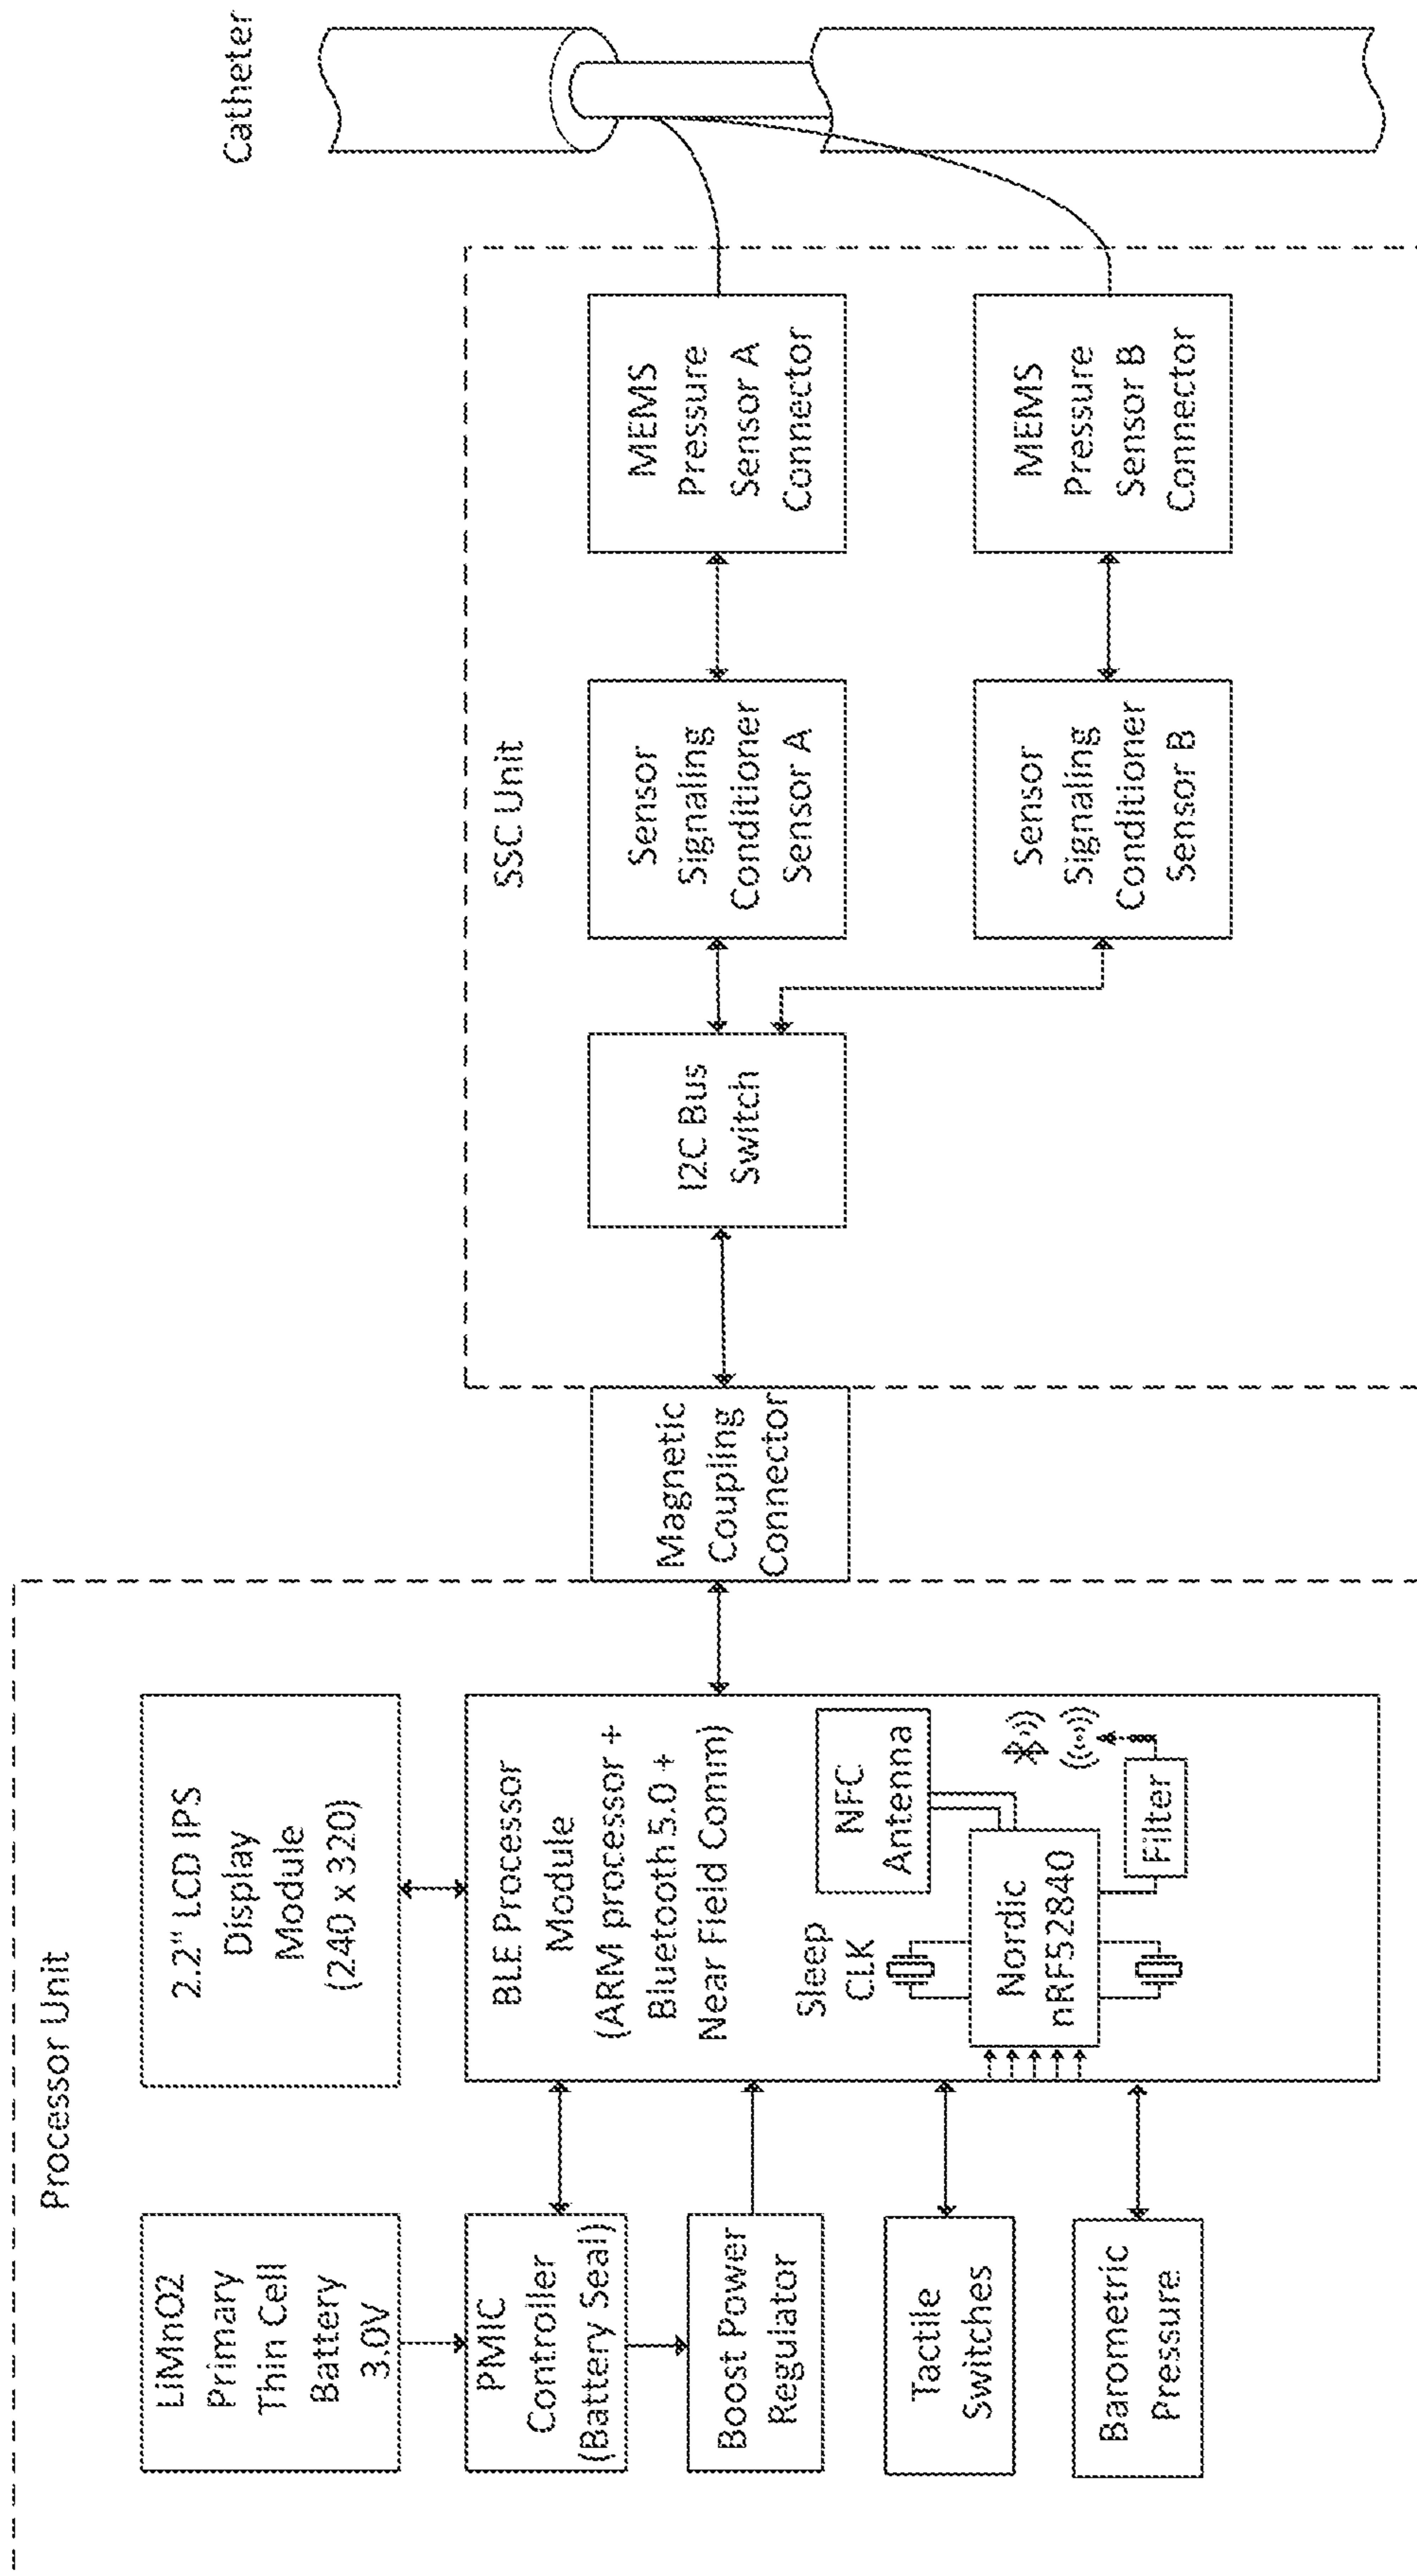 Processor Unit
LiMnO2
Primary
Thin Cell
Battery
3.0V
2.2" LCD IPS
Display
Module
(240 x 320)
PMIC
Controller
(Battery Seal)
Boost Power
Regulator
Tactile
Switches
Barometric
Pressure
BLE Processor
Module
(ARM processor +
Bluetooth 5.0 +
Near Field Comm)
Sleep
CLK
NFC
Antenna
Nordic
nRF52840
Filter
Magnetic
Coupling
Connector
SSC Unit
I2C Bus
Switch
Sensor
Signaling
Conditioner
Sensor A
MEMS
Pressure
Sensor A
Connector
Sensor
Signaling
Conditioner
Sensor B
MEMS
Pressure
Sensor B
Connector
Catheter